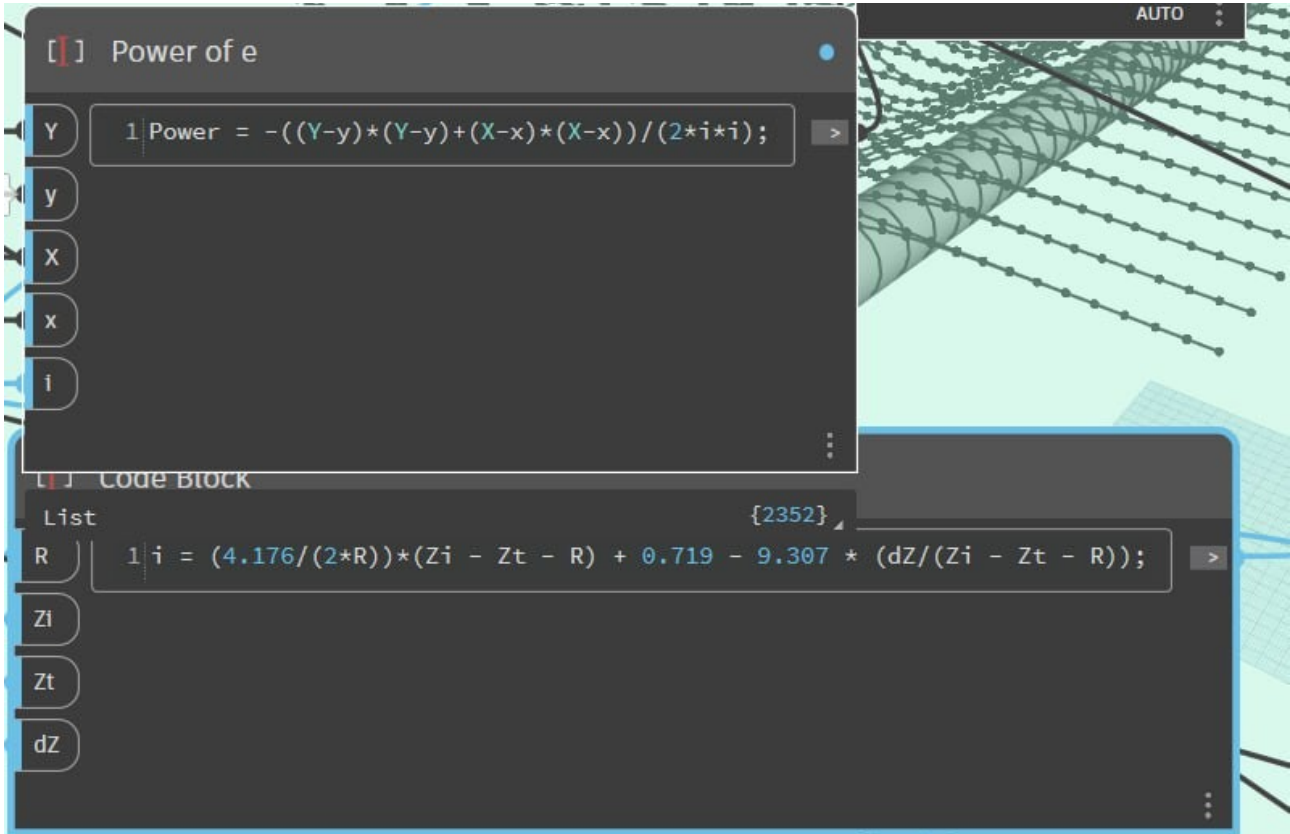 AUTO
[I] Power of e
Y
1 Power = -((Y-y)*(Y-y)+(X-x)*(X-x))/(2*i*i);
>
y
X
x
i
Code Block
List
{2352}
R
1 i = (4.176/(2*R))*(Zi - Zt - R) + 0.719 - 9.307 * (dZ/(Zi - Zt - R));
>
Zi
Zt
dZ